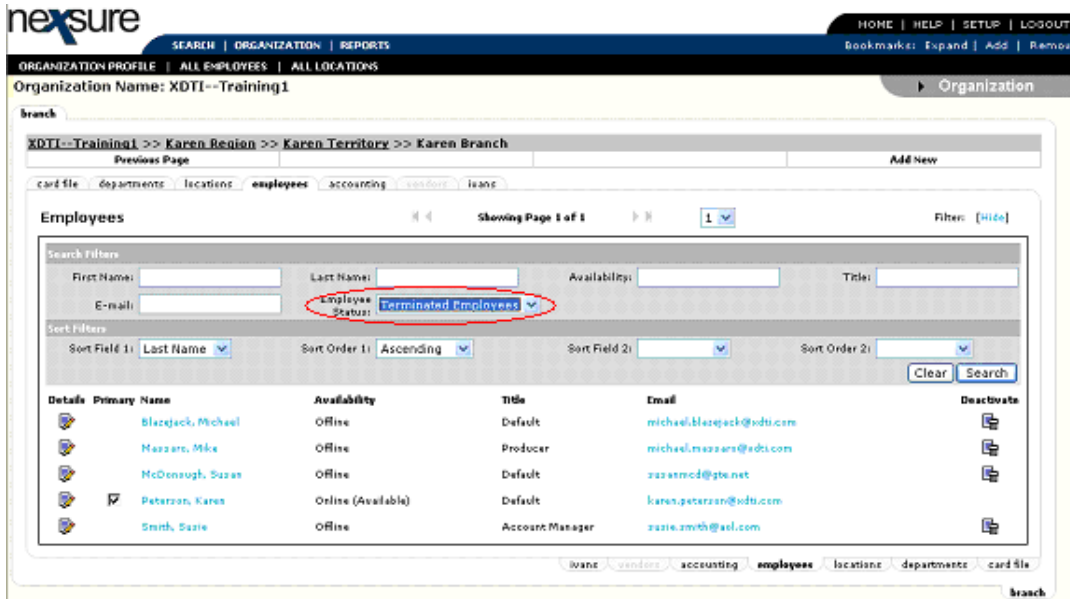 nexsure
HOME | HELP | SETUP | LOGOUT
SEARCH | ORGANIZATION | REPORTS
Bookmarks: Expand | Add | Remov
ORGANIZATION PROFILE | ALL EMPLOYEES | ALL LOCATIONS
Organization Name: XDTI--Training1
Organization
branch
XDTI--Training1 >> Karen Region >> Karen Territory >> Karen Branch
Previous Page Add New
card file departments locations employees accounting vendors ivans
Employees Showing Page 1 of 1 1 Filter: [Hide]
Search Filters
First Name: Last Name: Availability: Title:
E-mail: Employee Status: Terminated Employees
Sort Filters
Sort Field 1: Last Name Sort Order 1: Ascending Sort Field 2: Sort Order 2:
Clear Search
Details Primary Name Availability Title Email Deactivate
Blazejack, Michael Offline Default michael.blazejack@xdti.com
Massaro, Mike Offline Producer michael.massaro@xdti.com
McDonough, Susan Offline Default susanmcd@gte.net
Peterson, Karen Online (Available) Default karen.peterson@xdti.com
Smith, Susie Offline Account Manager susie.smith@aol.com
ivans vendors accounting employees locations departments card file
branch